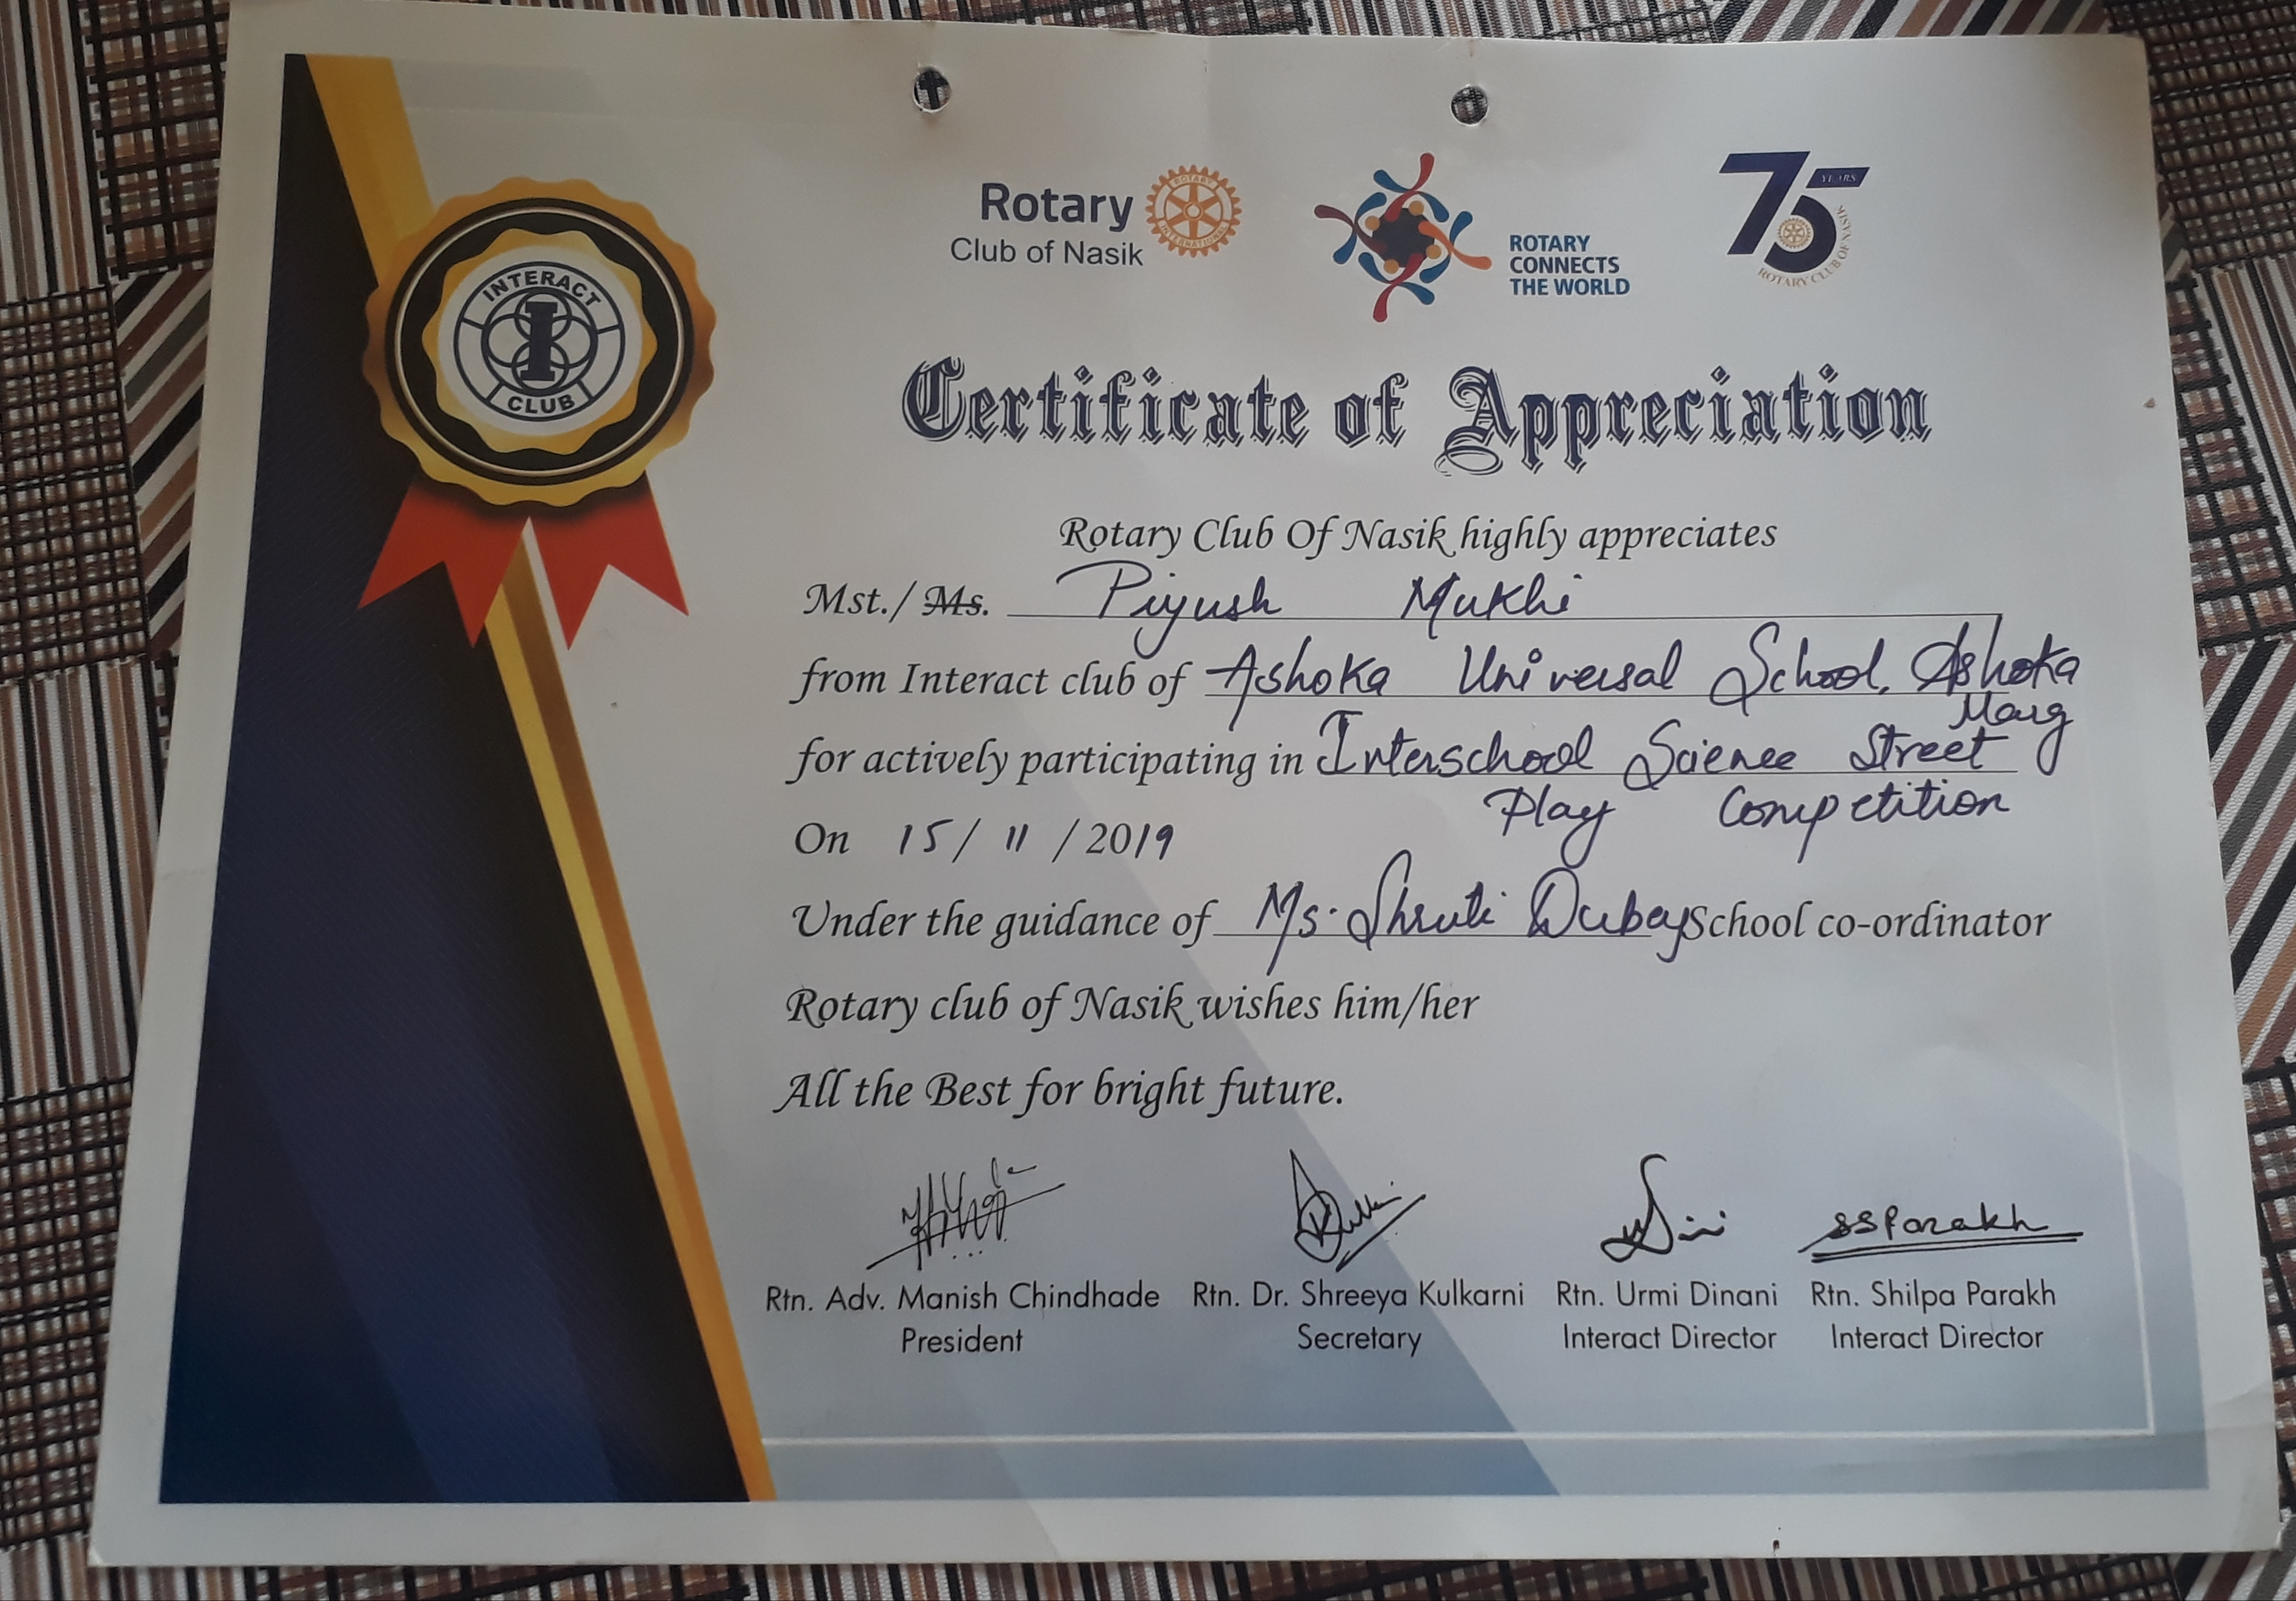 INTERACT
I
CLUB
Rotary
Club of Nasik
ROTARY
INTERNATIONAL
ROTARY
CONNECTS
THE WORLD
75
YEARS
ROTARY CLUB OF NASIK
Certificate of Appreciation
Rotary Club Of Nasik highly appreciates
Mst./ Ms. Piyush Mukhi
from Interact club of Ashoka Universal School, Ashoka
Marg
for actively participating in Interschool Science Street
Play Competition
On 15/ 11 /2019
Under the guidance of Ms. Shruti Dubey School co-ordinator
Rotary club of Nasik wishes him/her
All the Best for bright future.
SSParakh
Rtn. Adv. Manish Chindhade Rtn. Dr. Shreeya Kulkarni Rtn. Urmi Dinani Rtn. Shilpa Parakh
President Secretary Interact Director Interact Director